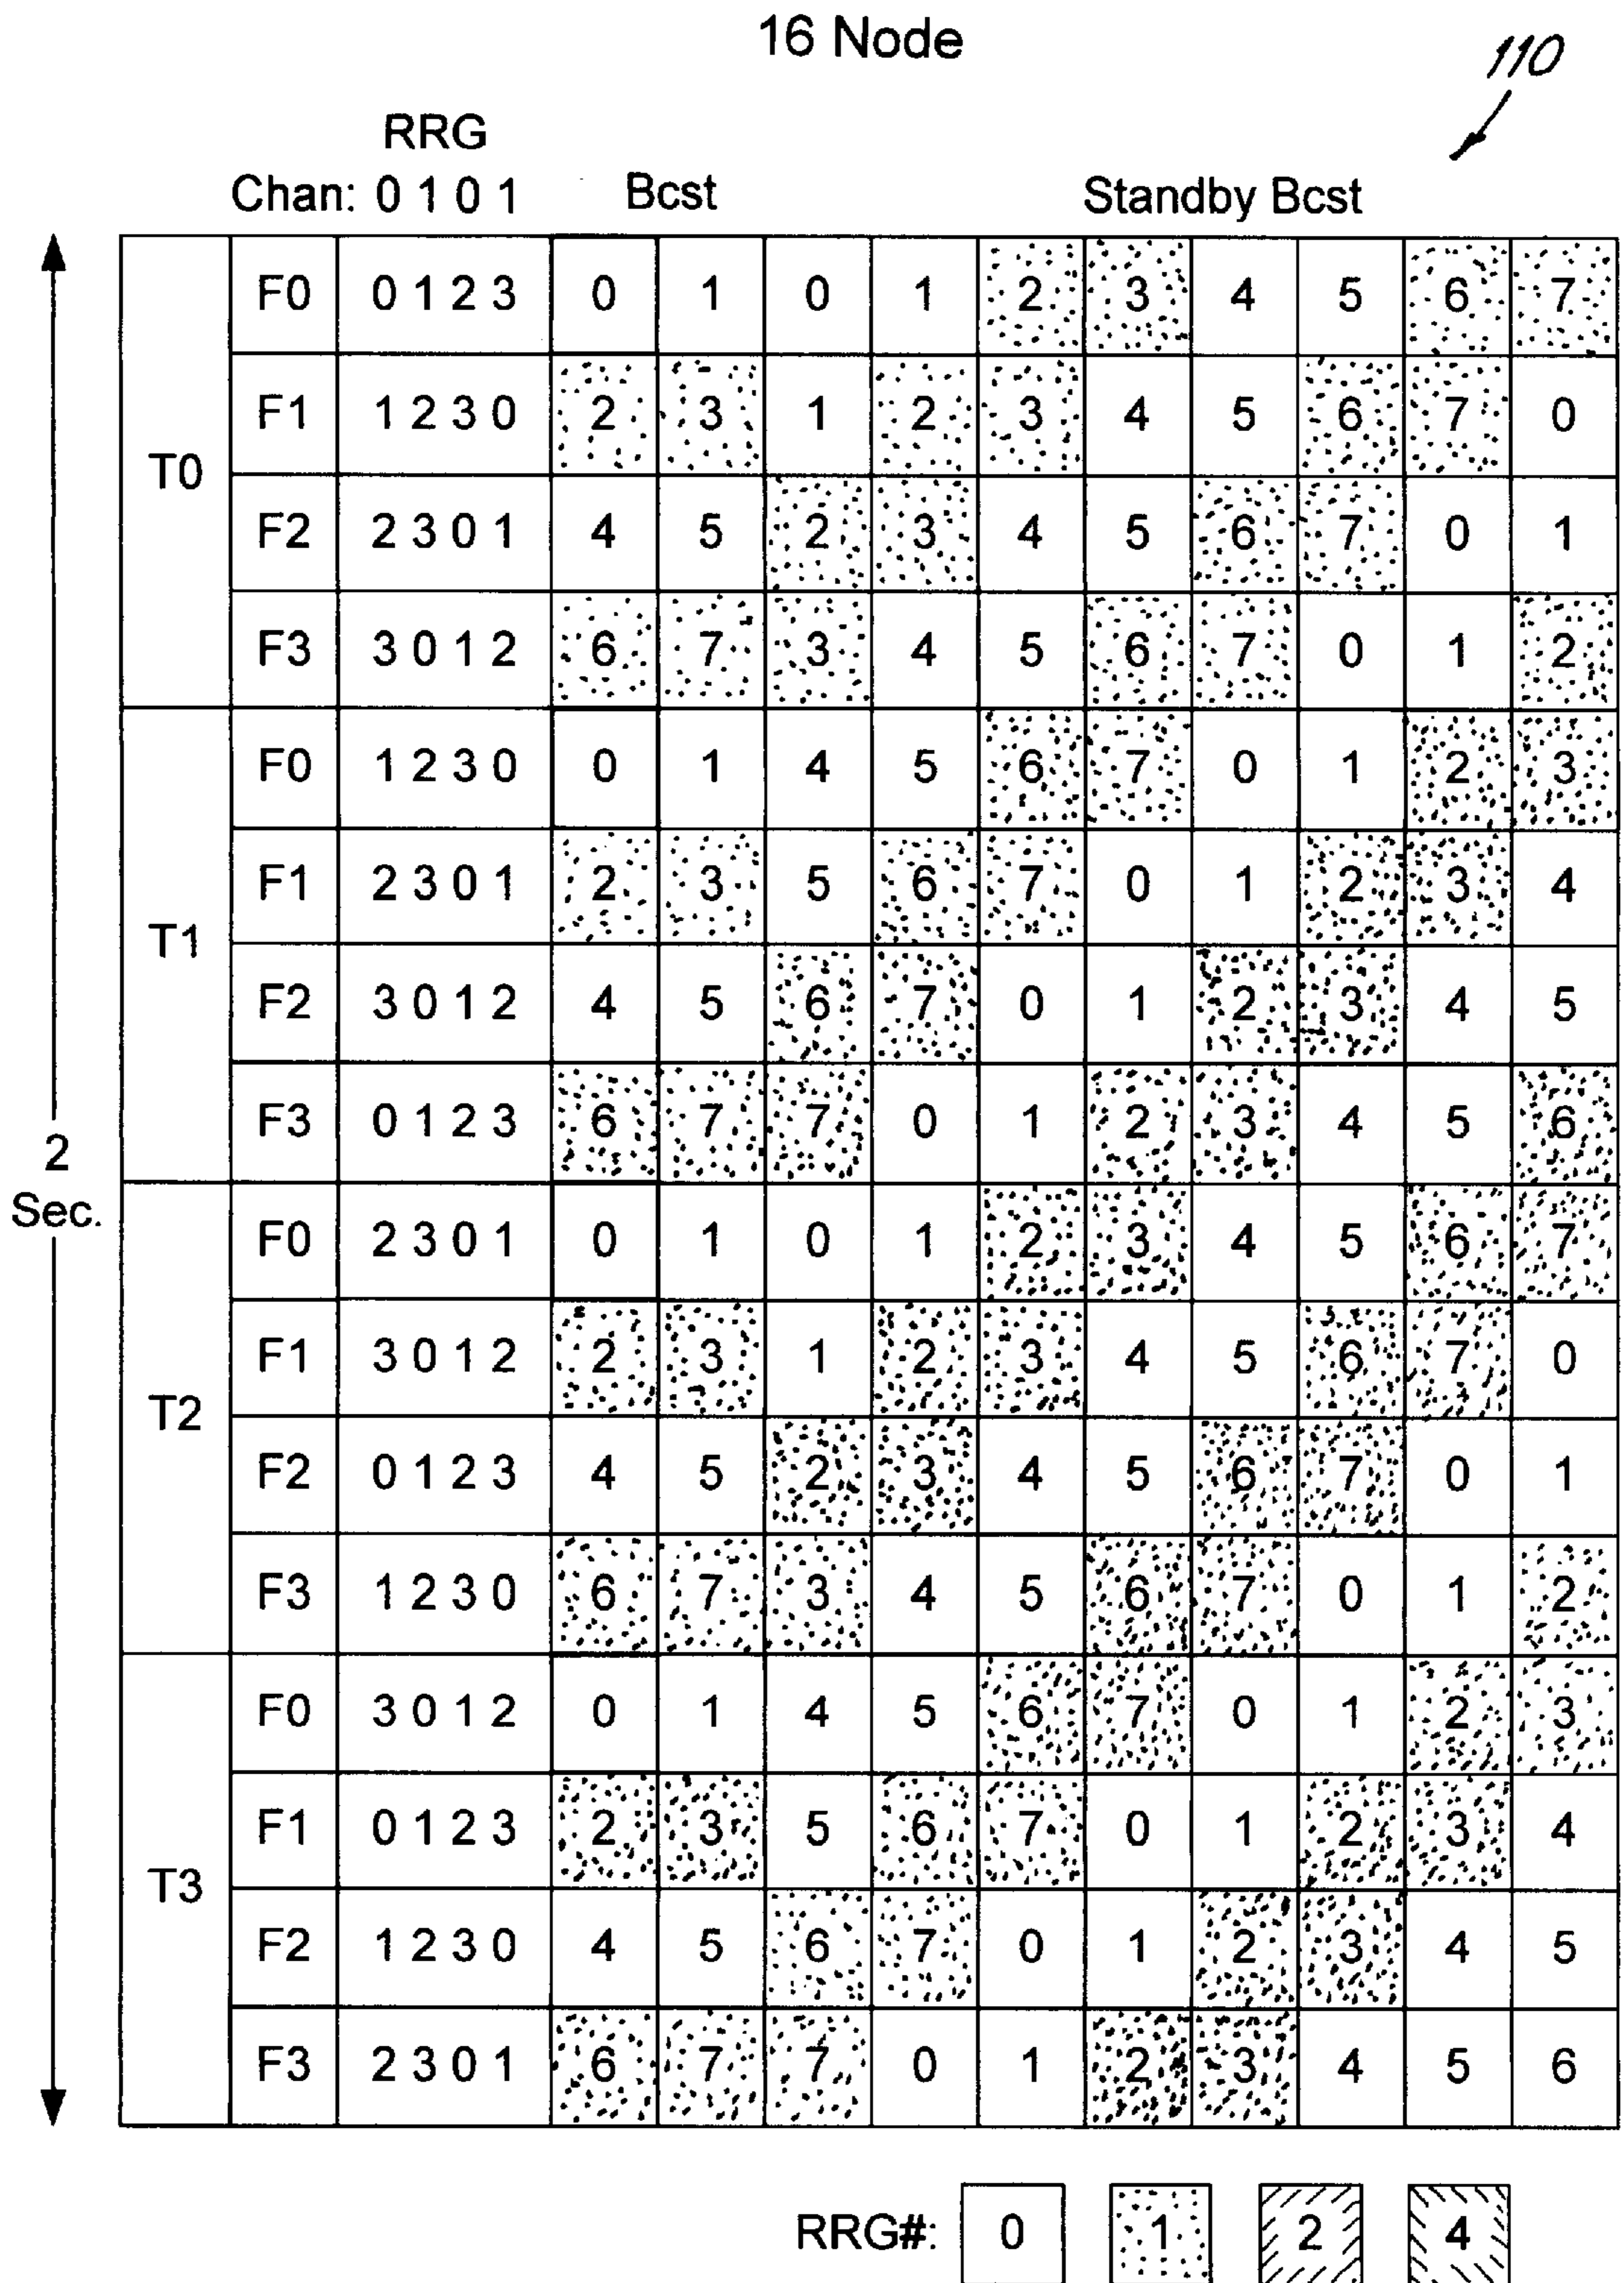 16 Node
110
RRG
Chan: 0 1 0 1 Bcst Standby Bcst
F0 0 1 2 3 0 1 0 1 2 3 4 5 6 7
F1 1 2 3 0 2 3 1 2 3 4 5 6 7 0
T0
F2 2 3 0 1 4 5 2 3 4 5 6 7 0 1
F3 3 0 1 2 6 7 3 4 5 6 7 0 1 2
F0 1 2 3 0 0 1 4 5 6 7 0 1 2 3
F1 2 3 0 1 2 3 5 6 7 0 1 2 3 4
T1
F2 3 0 1 2 4 5 6 7 0 1 2 3 4 5
F3 0 1 2 3 6 7 7 0 1 2 3 4 5 6
2
Sec.
F0 2 3 0 1 0 1 0 1 2 3 4 5 6 7
F1 3 0 1 2 2 3 1 2 3 4 5 6 7 0
T2
F2 0 1 2 3 4 5 2 3 4 5 6 7 0 1
F3 1 2 3 0 6 7 3 4 5 6 7 0 1 2
F0 3 0 1 2 0 1 4 5 6 7 0 1 2 3
F1 0 1 2 3 2 3 5 6 7 0 1 2 3 4
T3
F2 1 2 3 0 4 5 6 7 0 1 2 3 4 5
F3 2 3 0 1 6 7 7 0 1 2 3 4 5 6
RRG#: 0 1 2 4